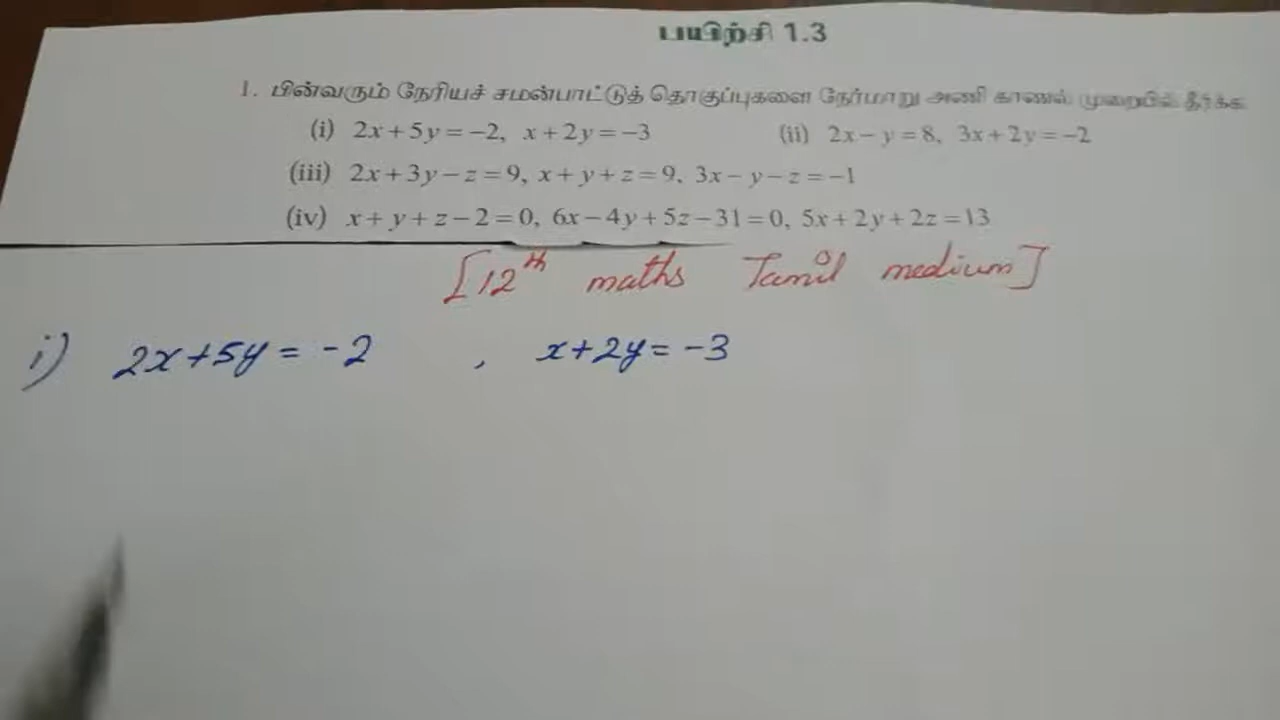 பயிற்சி 1.3
1. பின்வரும் நேரியச் சமன்பாட்டுத் தொகுப்புகளை நேர்மாறு அணி காணல் முறையில் தீர்க்க
(i) 2x + 5y = −2, x + 2y = −3 (ii) 2x − y = 8, 3x + 2y = −2
(iii) 2x + 3y − z = 9, x + y + z = 9, 3x − y − z = −1
(iv) x + y + z − 2 = 0, 6x − 4y + 5z − 31 = 0, 5x + 2y + 2z = 13
[12th maths Tamil medium]
i) 2x+5y = -2 , x+2y = -3